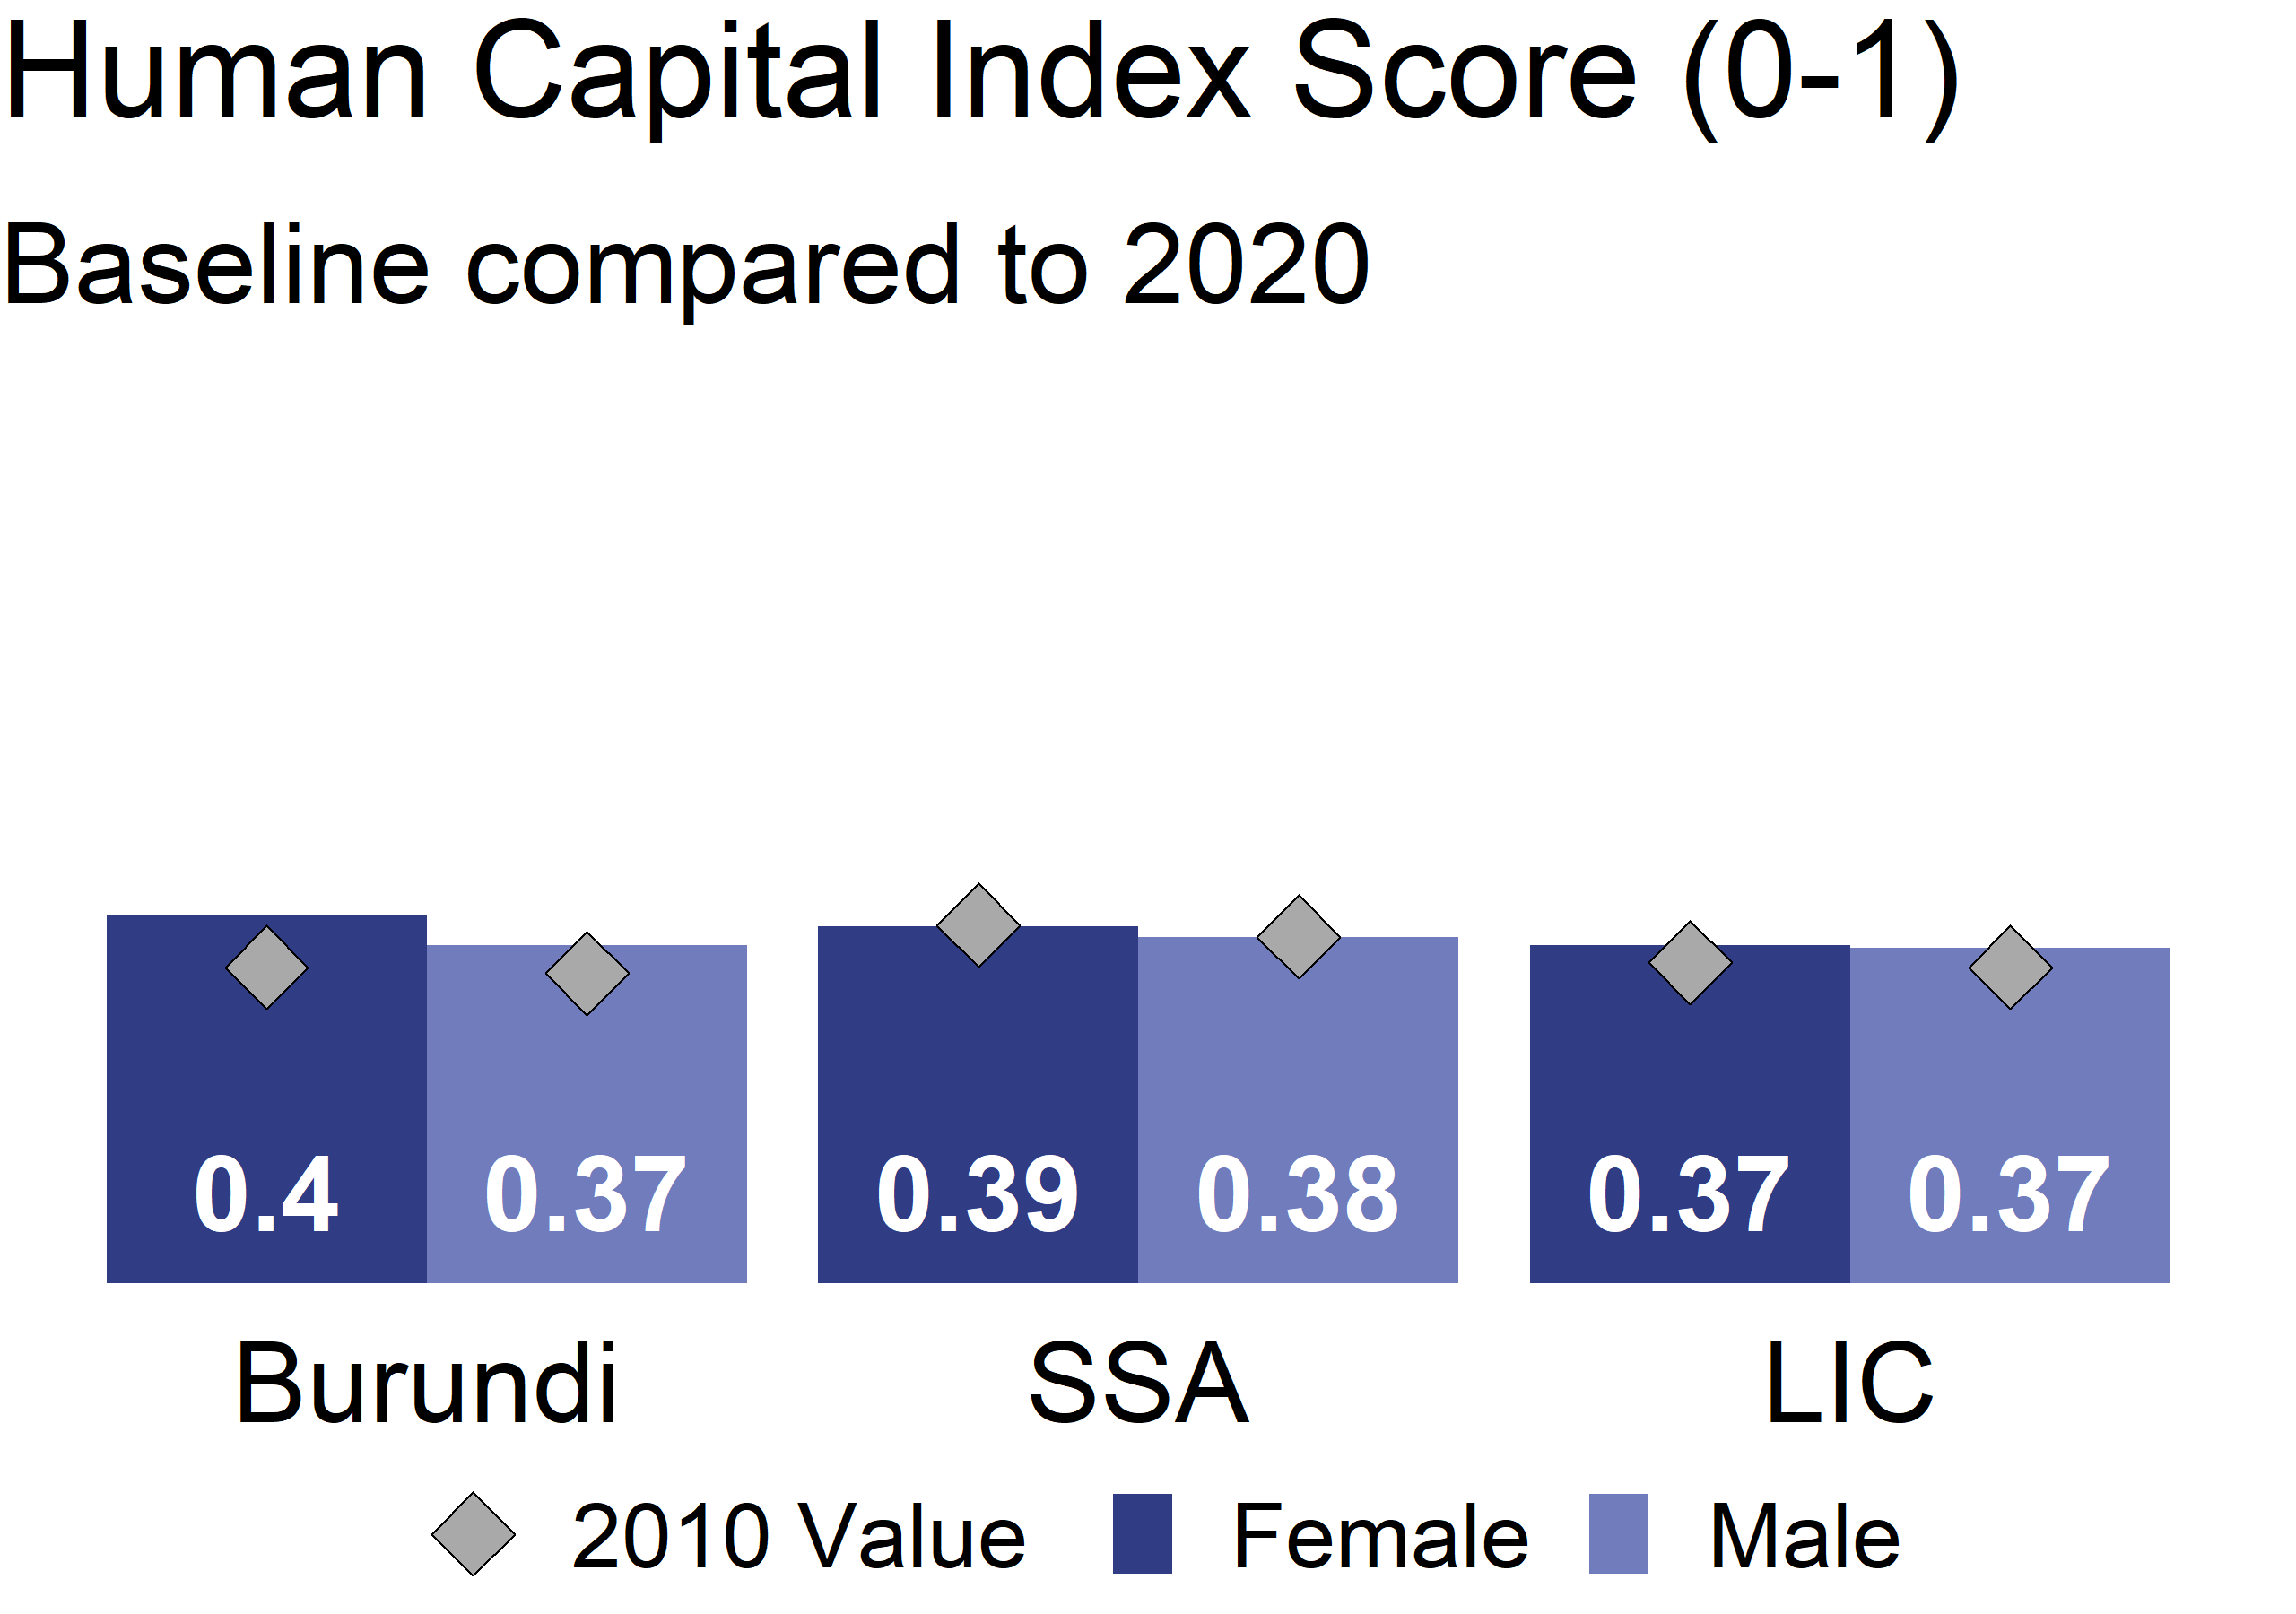 Human Capital Index Score (0-1)
Baseline compared to 2020
0.4 0.37 0.39 0.38 0.37 0.37
Burundi SSA LIC
2010 Value Female Male